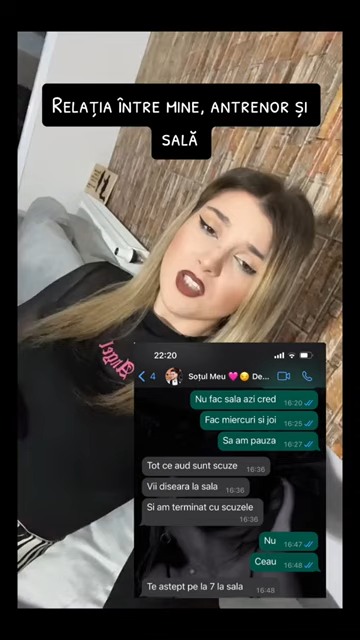 Relația între mine, antrenor și
sală
Angel
22:20
4 Soțul Meu 💗😏 De...
Nu fac sala azi cred 16:20
Fac miercuri si joi 16:25
Sa am pauza 16:27
Tot ce aud sunt scuze 16:36
Vii diseara la sala 16:36
Si am terminat cu scuzele
16:36
Nu 16:47
Ceau 16:48
Te astept pe la 7 la sala 16:48